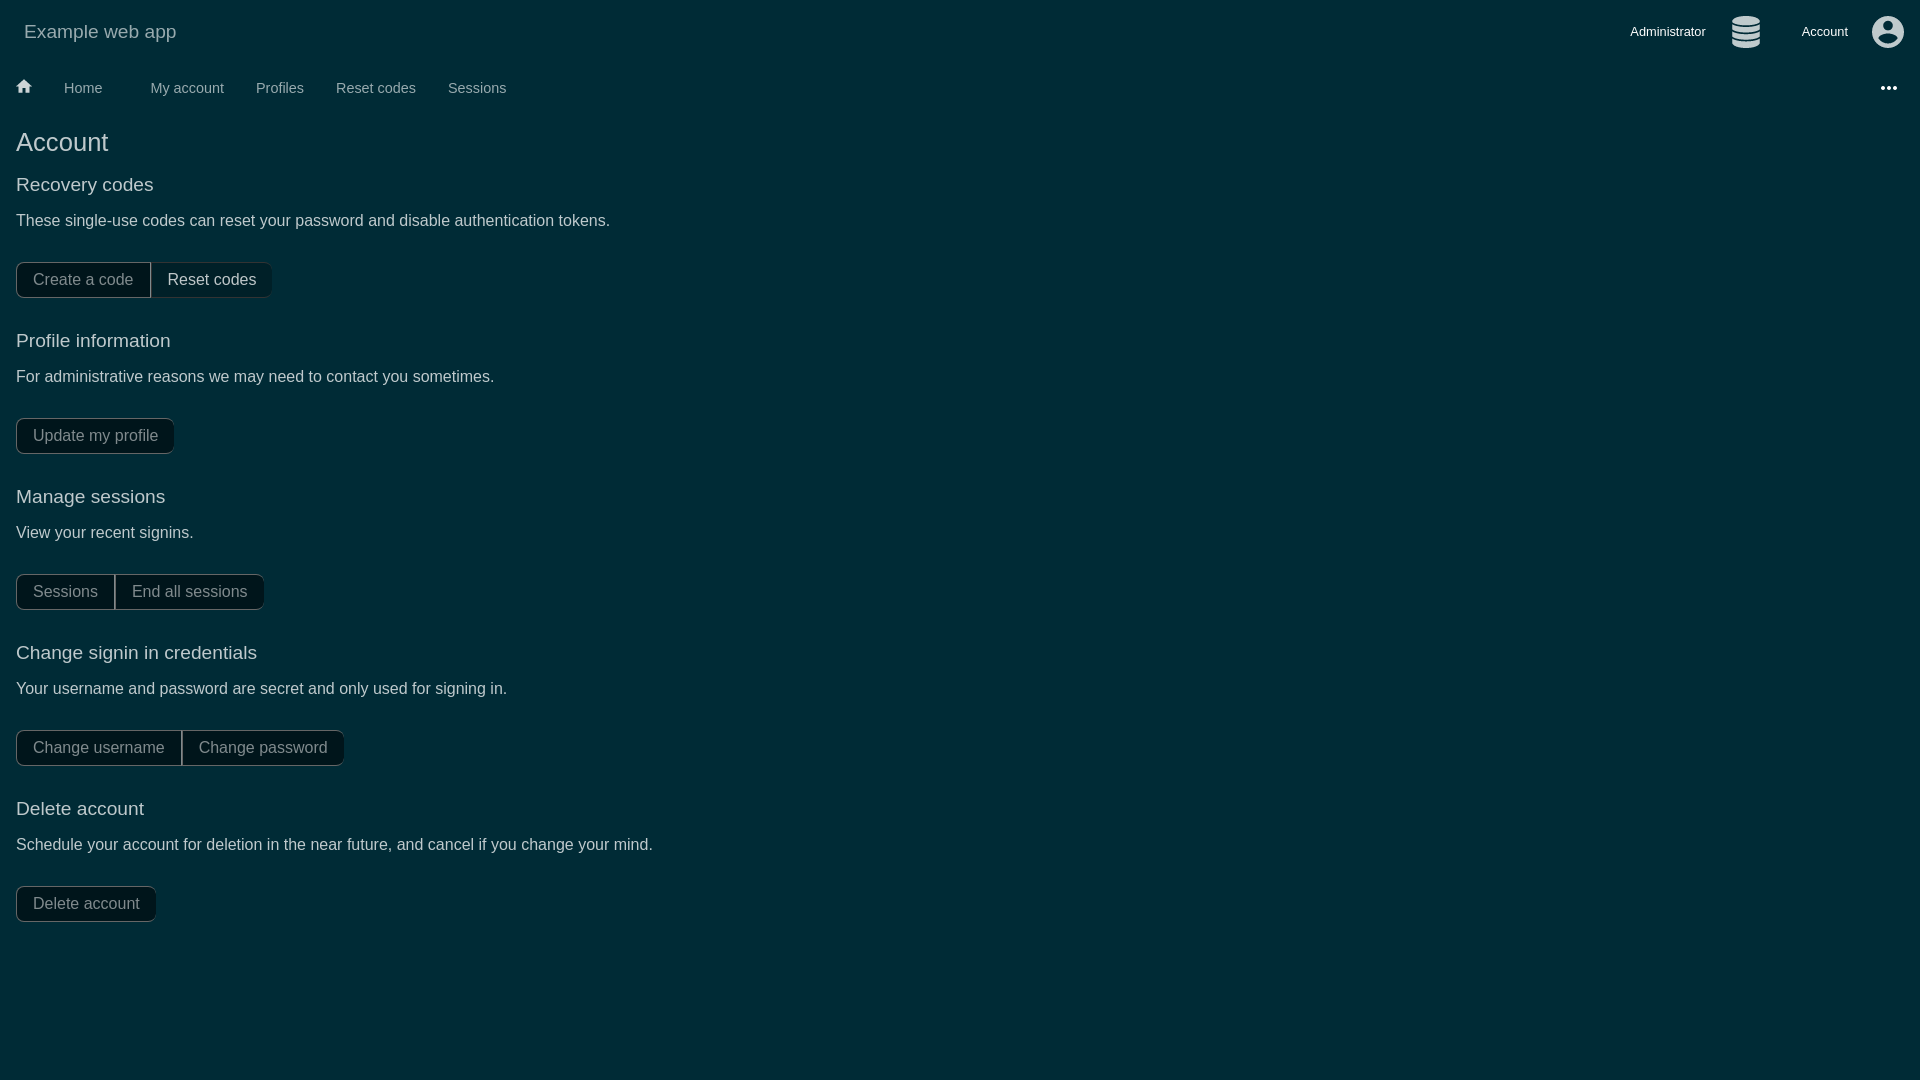 Example web app
Administrator
Account
Home
My account
Profiles
Reset codes
Sessions
Account
Recovery codes
These single-use codes can reset your password and disable authentication tokens.
Create a code
Reset codes
Profile information
For administrative reasons we may need to contact you sometimes.
Update my profile
Manage sessions
View your recent signins.
Sessions
End all sessions
Change signin in credentials
Your username and password are secret and only used for signing in.
Change username
Change password
Delete account
Schedule your account for deletion in the near future, and cancel if you change your mind.
Delete account